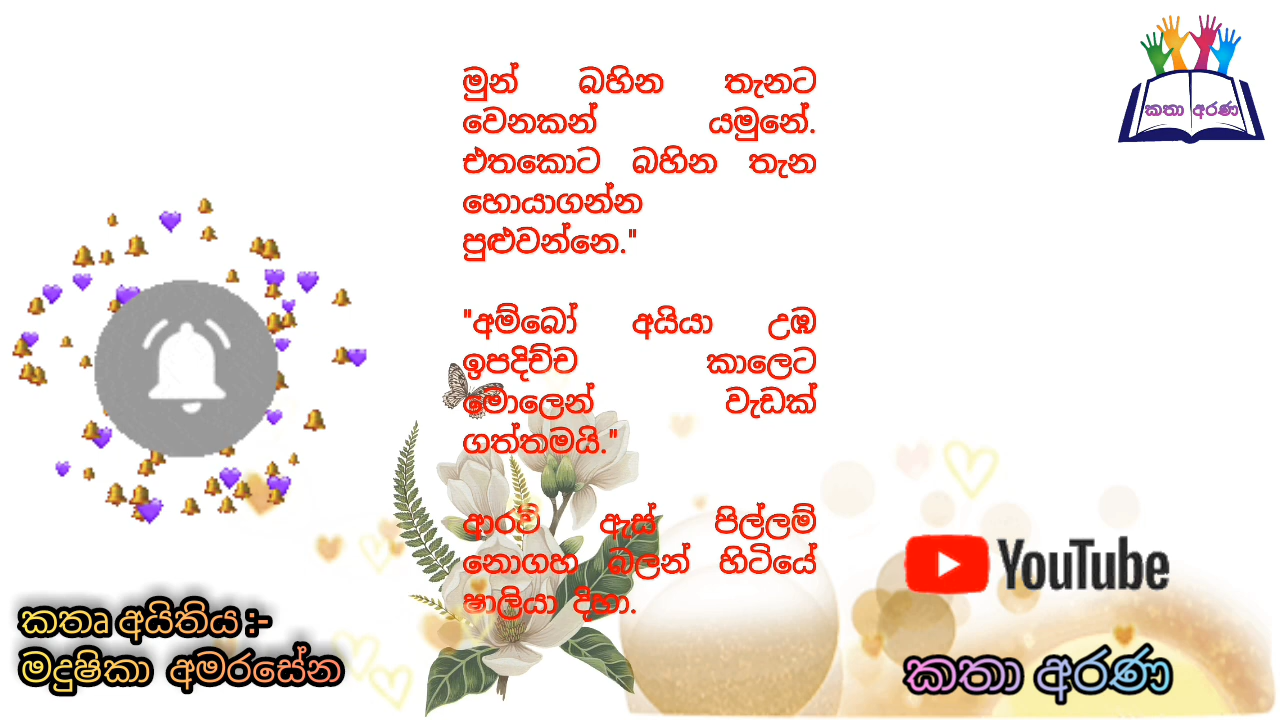 කතා අරණ
මුන් බහින තැනට
වෙනකන් යමුනේ.
එතකොට බහින තැන
හොයාගන්න
පුළුවන්නෙ."
"අම්බෝ අයියා උඹ
ඉපදිච්ච කාලෙට
මොලෙන් වැඩක්
ගත්තමයි."
ආරවි ඇස් පිල්ලම්
නොගහ බලන් හිටියේ
ෂාලියා දිහා.
කතෘ අයිතිය :-
මදුෂිකා අමරසේන
YouTube
කතා අරණ